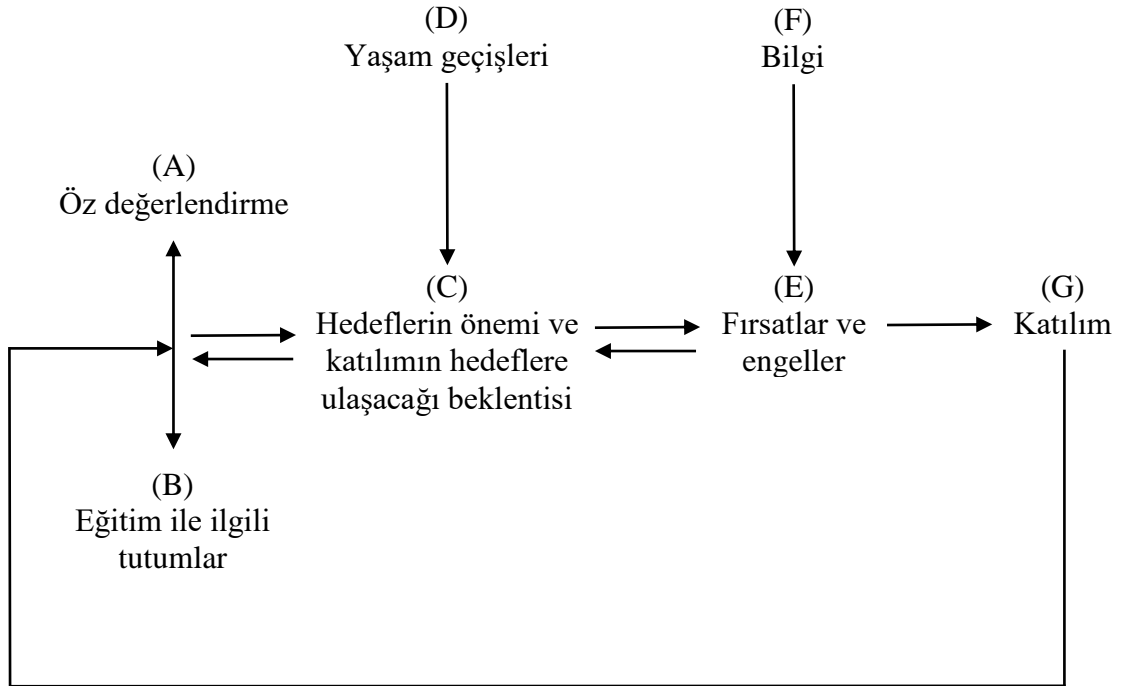 (D)
Yaşam geçişleri
(F)
Bilgi
(A)
Öz değerlendirme
(C)
Hedeflerin önemi ve
katılımın hedeflere
ulaşacağı beklentisi
(E)
Fırsatlar ve
engeller
(G)
Katılım
(B)
Eğitim ile ilgili
tutumlar